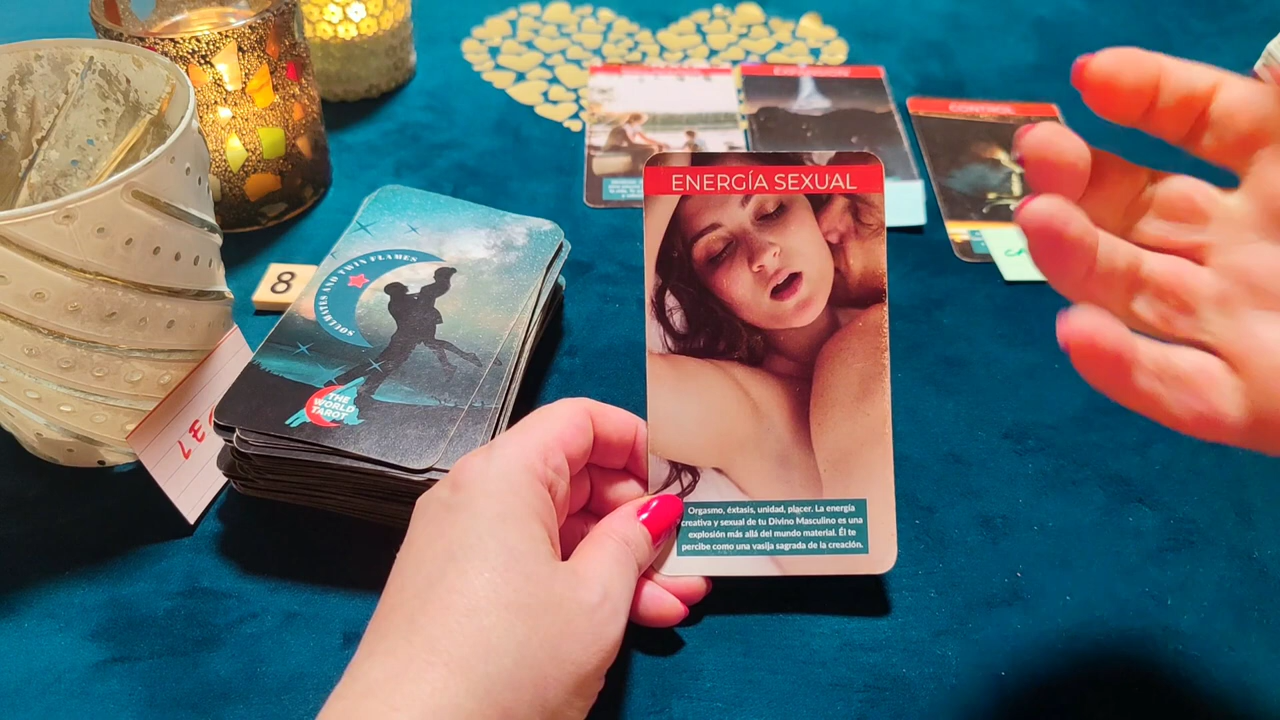 CONTROL
ENERGÍA SEXUAL
Orgasmo, éxtasis, unidad, placer. La energía
creativa y sexual de tu Divino Masculino es una
explosión más allá del mundo material. Él te
percibe como una vasija sagrada de la creación.
8
SOULMATES AND TWIN FLAMES
THE
WORLD
TAROT